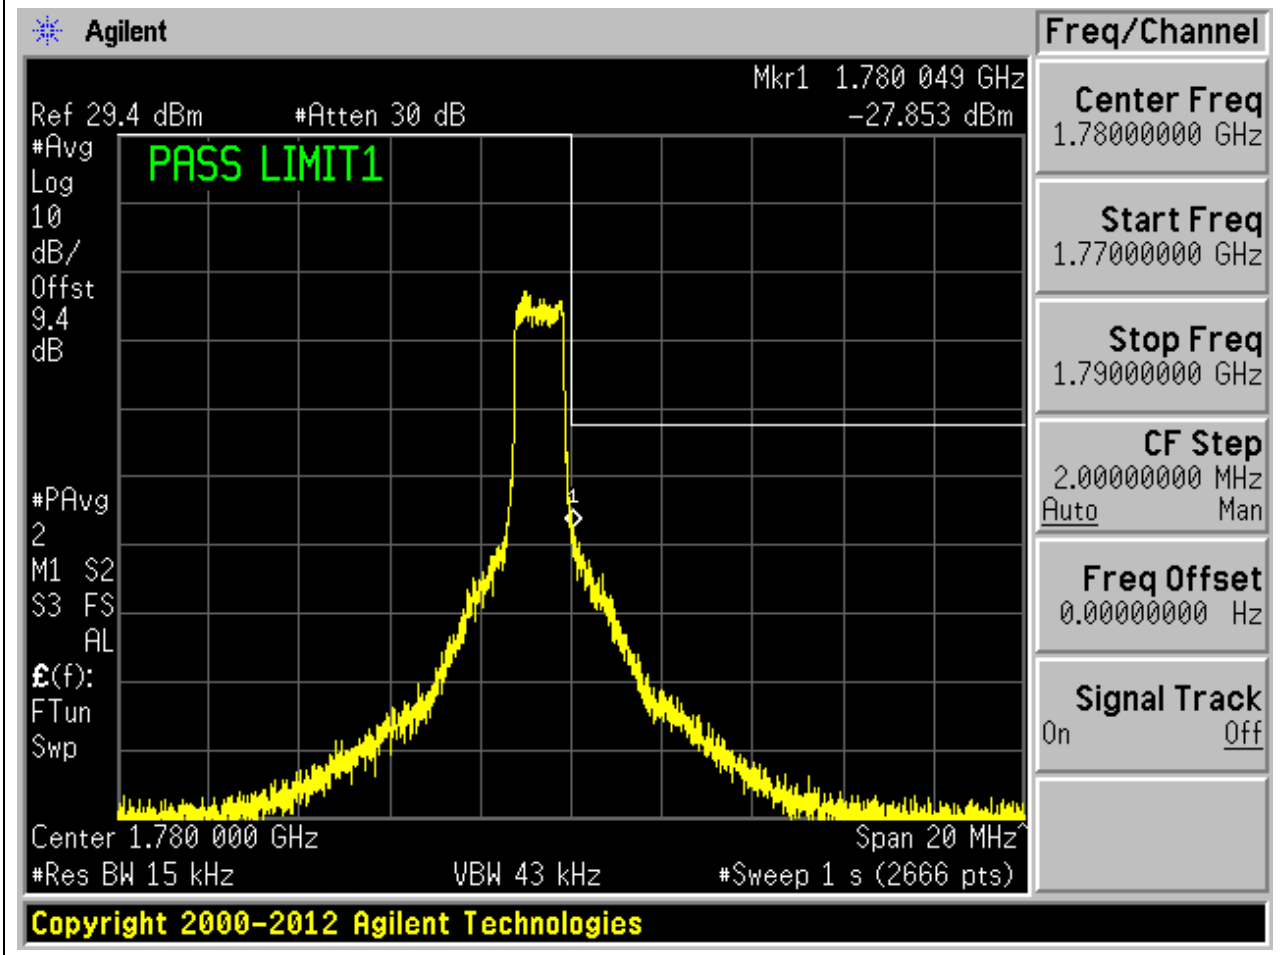 Agilent
Freq/Channel
Mkr1 1.780 049 GHz
Ref 29.4 dBm #Atten 30 dB -27.853 dBm
#Avg
Log
10
dB/
Offst
9.4
dB
PASS LIMIT1
1
#PAvg
2
M1 S2
S3 FS
AL
£(f):
FTun
Swp
Center 1.780 000 GHz Span 20 MHz^
#Res BW 15 kHz VBW 43 kHz #Sweep 1 s (2666 pts)
Center Freq
1.78000000 GHz
Start Freq
1.77000000 GHz
Stop Freq
1.79000000 GHz
CF Step
2.00000000 MHz
Auto Man
Freq Offset
0.00000000 Hz
Signal Track
On Off
Copyright 2000-2012 Agilent Technologies